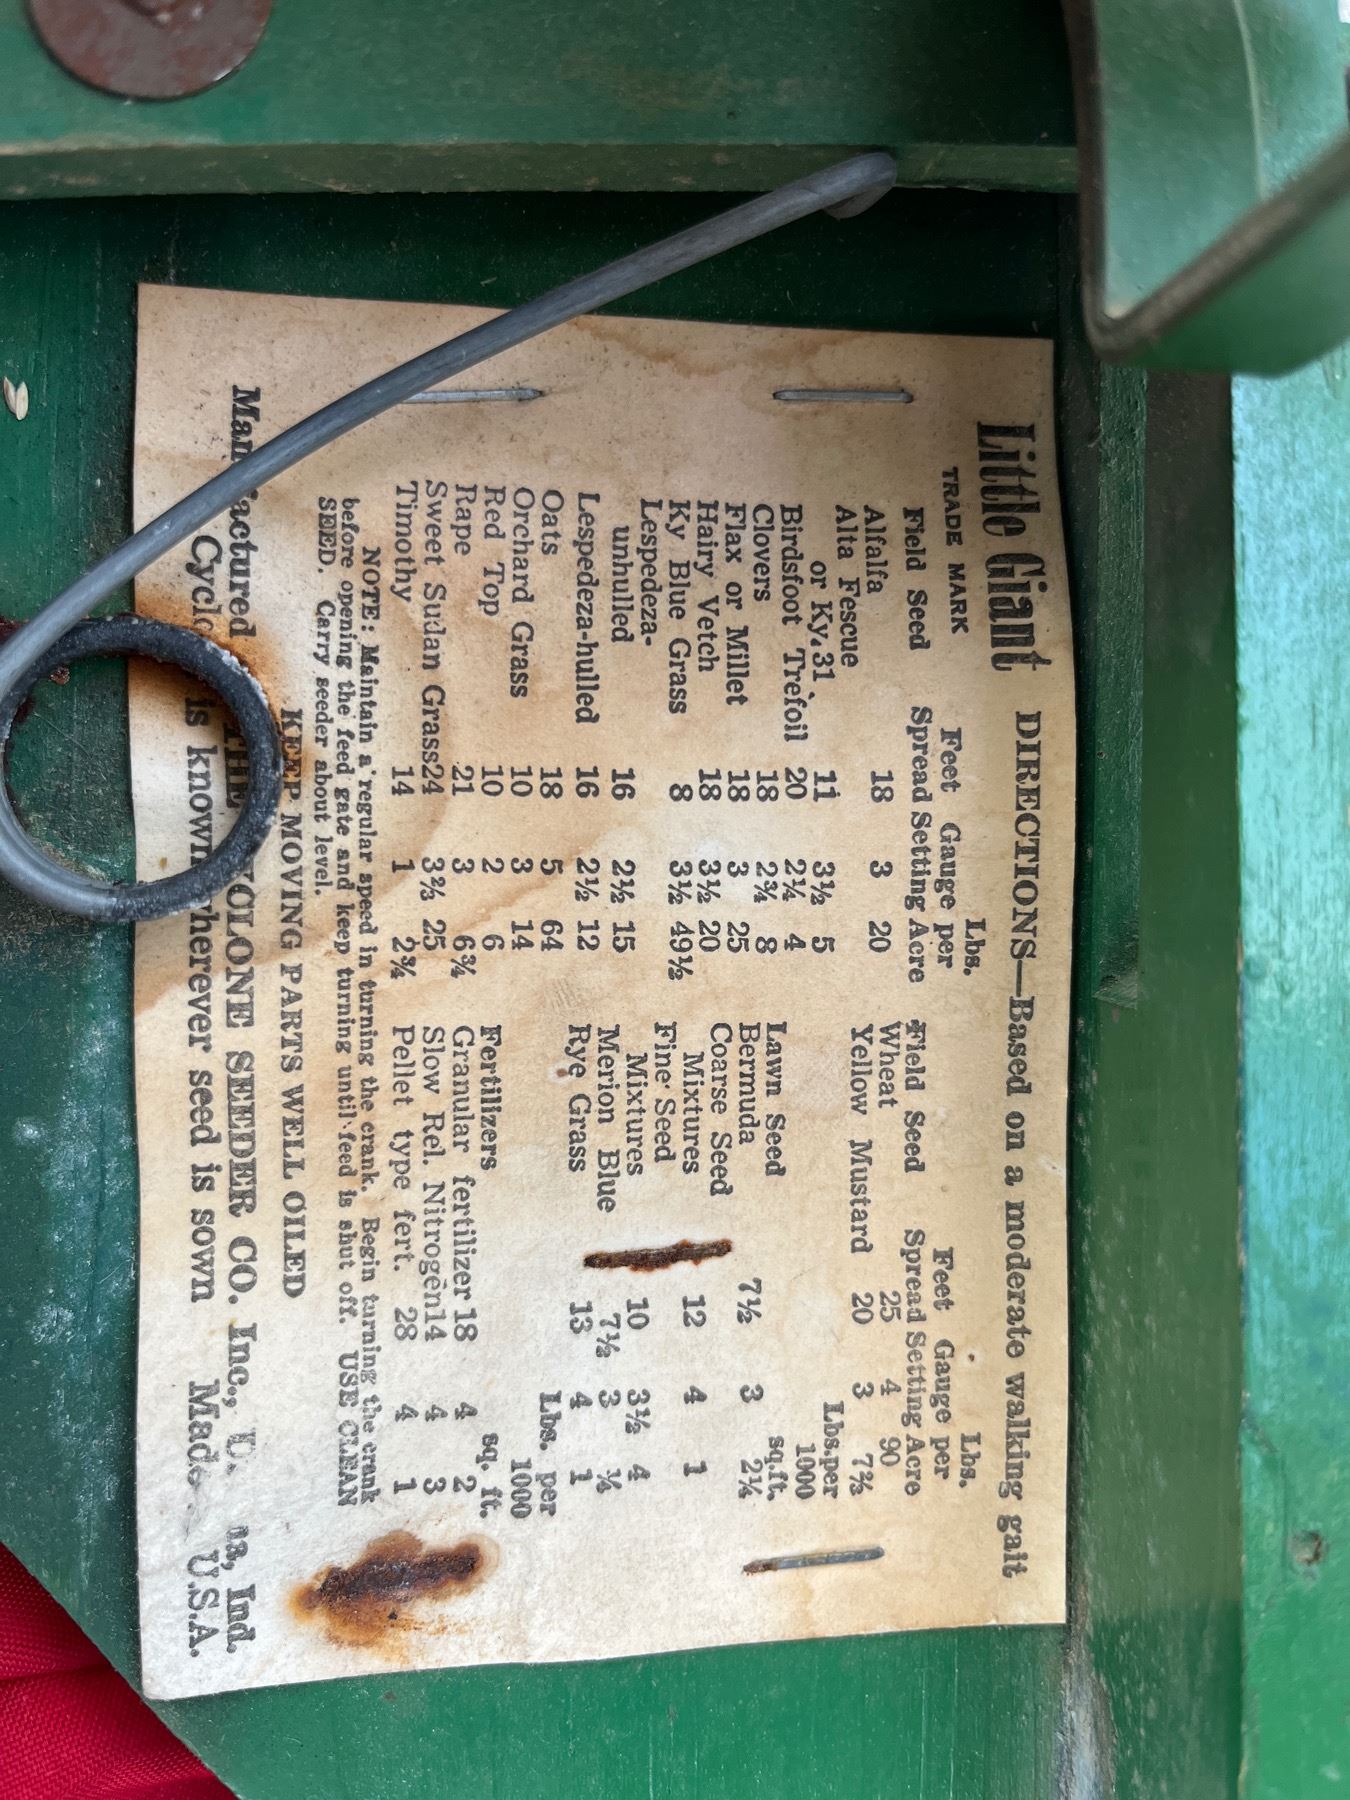 Little Giant DIRECTIONS—Based on a moderate walking gait
TRADE MARK
Lbs.
Feet Gauge per
Field Seed Spread Setting Acre
Alfalfa 18 3 20
Alta Fescue
or Ky. 31 11 3½ 5
Birdsfoot Trefoil 20 2¼ 4
Clovers 18 2¾ 8
Flax or Millet 18 3 25
Hairy Vetch 18 3½ 20
Ky Blue Grass 8 3½ 49½
Lespedeza-
unhulled 16 2½ 15
Lespedeza-hulled 16 2½ 12
Oats 18 5 64
Orchard Grass 10 3 14
Red Top 10 2 6
Rape 21 3 6¾
Sweet Sudan Grass 24 3⅔ 25
Timothy 14 1 2¾
Lbs.
Feet Gauge per
Field Seed Spread Setting Acre
Wheat 25 4 90
Yellow Mustard 20 3 7⅔
Lbs. per
1000
Lawn Seed sq. ft.
Bermuda 7½ 3 2¼
Coarse Seed
Mixtures 12 4 1
Fine Seed
Mixtures 10 3½ 4
Merion Blue 7½ 3 ¼
Rye Grass 13 4 1
Lbs. per
1000
Fertilizers sq. ft.
Granular fertilizer 18 4 2
Slow Rel. Nitrogen 14 4 3
Pellet type fert. 28 4 1
NOTE: Maintain a regular speed in turning the crank. Begin turning the crank
before opening the feed gate and keep turning until feed is shut off. USE CLEAN
SEED. Carry seeder about level.
KEEP MOVING PARTS WELL OILED
THE CYCLONE SEEDER CO. Inc., Ind.
is known wherever seed is sown Made U.S.A.